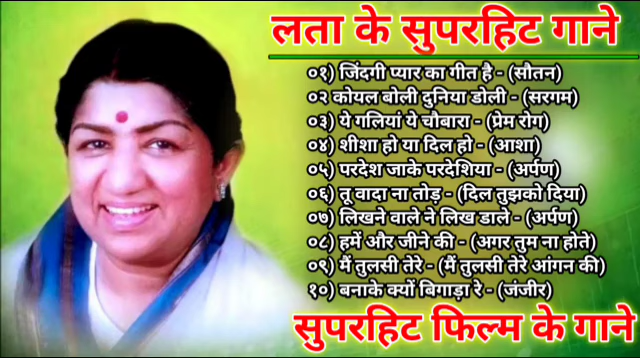 लता के सुपरहिट गाने
०१) जिंदगी प्यार का गीत है - (सौतन)
०२ कोयल बोली दुनिया डोली - (सरगम)
०३) ये गलियां ये चौबारा - (प्रेम रोग)
०४) शीशा हो या दिल हो - (आशा)
०५) परदेश जाके परदेशिया - (अर्पण)
०६) तू वादा ना तोड़ - (दिल तुझको दिया)
०७) लिखने वाले ने लिख डाले - (अर्पण)
०८) हमें और जीने की - (अगर तुम ना होते)
०९) मैं तुलसी तेरे - (मैं तुलसी तेरे आंगन की)
१०) बनाके क्यों बिगाड़ा रे - (जंजीर)
सुपरहिट फिल्म के गाने